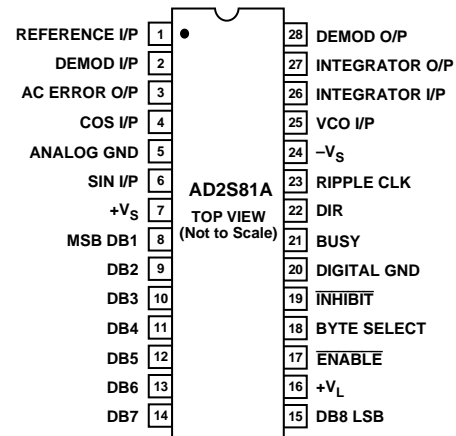 REFERENCE I/P 1 28 DEMOD O/P
DEMOD I/P 2 27 INTEGRATOR O/P
AC ERROR O/P 3 26 INTEGRATOR I/P
COS I/P 4 25 VCO I/P
ANALOG GND 5 24 –VS
SIN I/P 6 23 RIPPLE CLK
AD2S81A
+VS 7 22 DIR
TOP VIEW
(Not to Scale)
MSB DB1 8 21 BUSY
DB2 9 20 DIGITAL GND
DB3 10 19 INHIBIT
DB4 11 18 BYTE SELECT
DB5 12 17 ENABLE
DB6 13 16 +VL
DB7 14 15 DB8 LSB